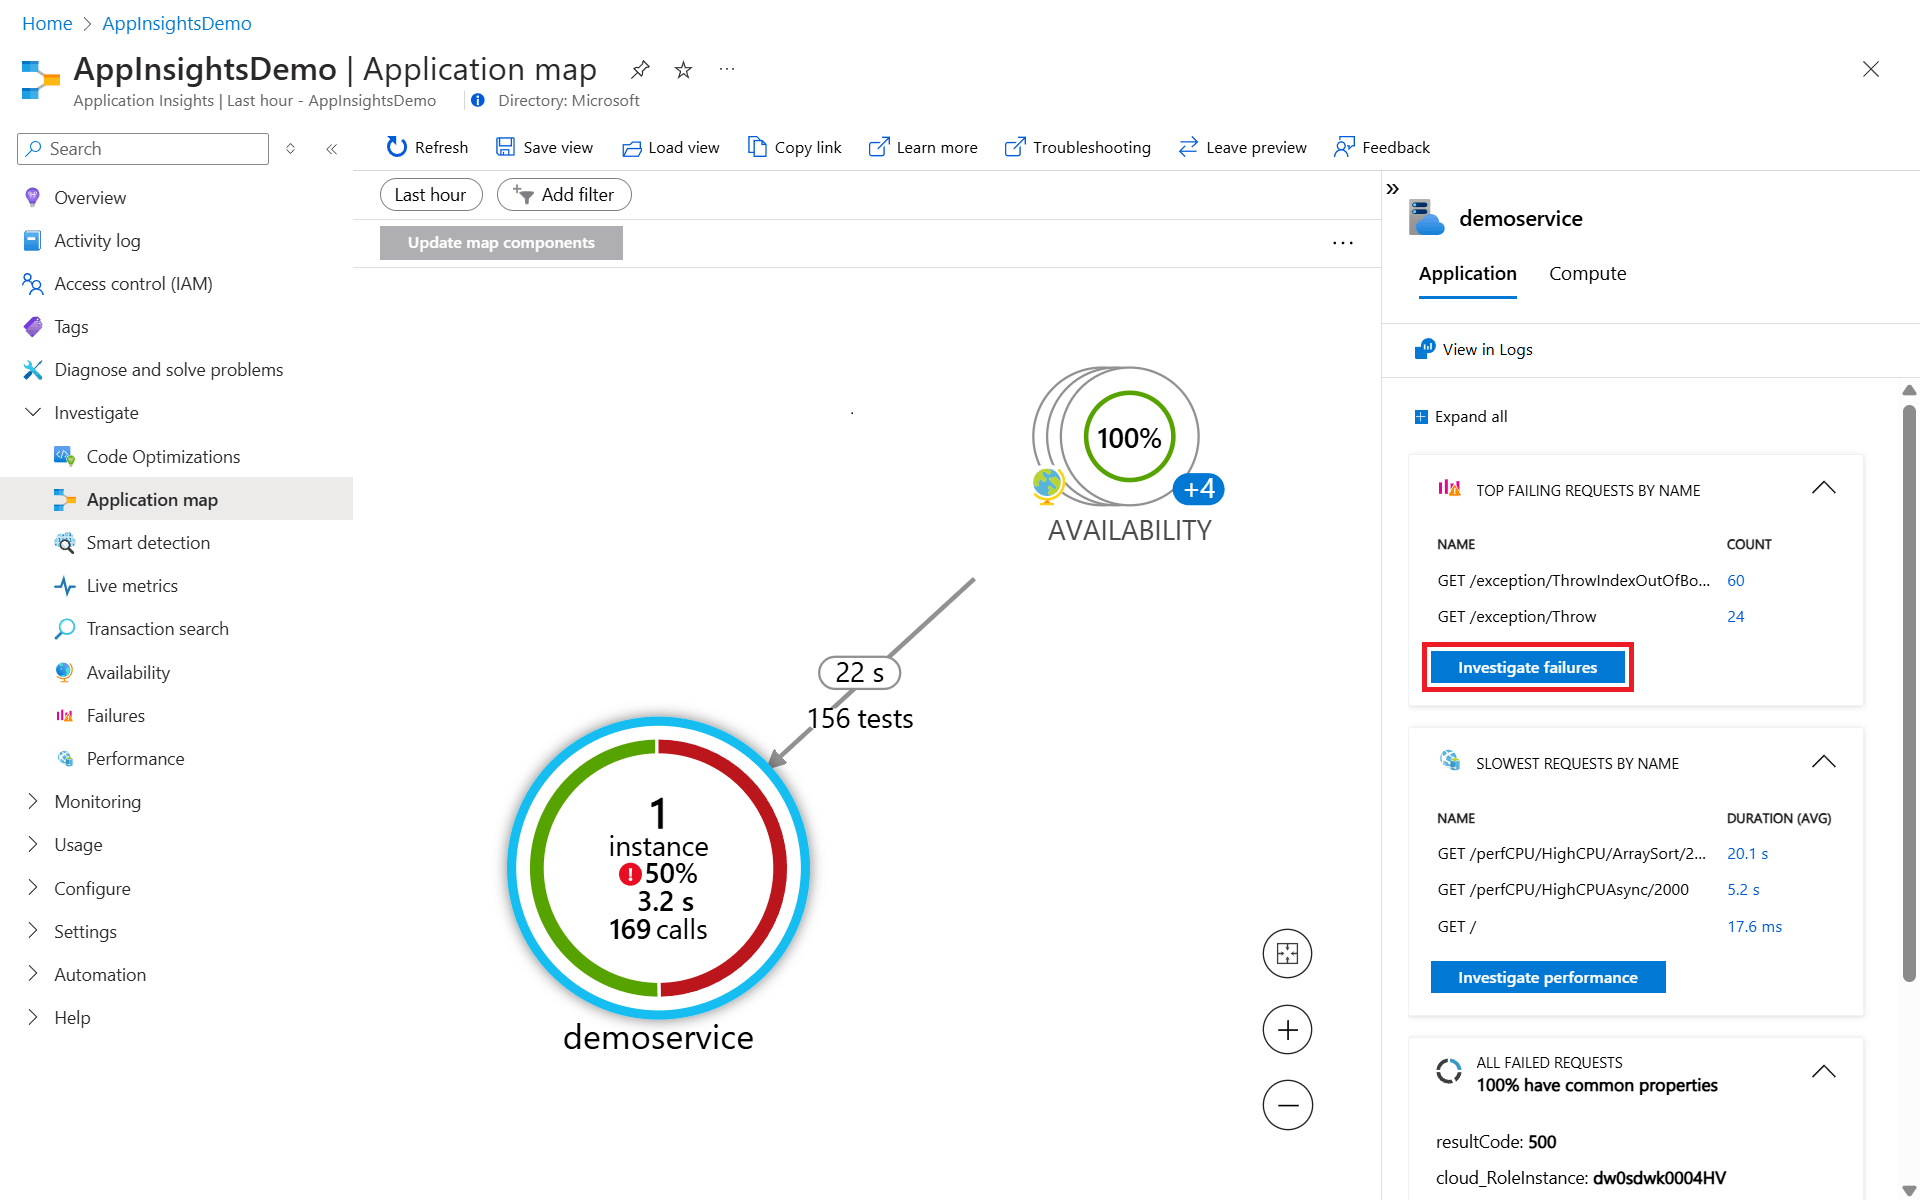 Home > AppInsightsDemo
AppInsightsDemo | Application map
Application Insights | Last hour - AppInsightsDemo
Directory: Microsoft
Search
Overview
Activity log
Access control (IAM)
Tags
Diagnose and solve problems
Investigate
Code Optimizations
Application map
Smart detection
Live metrics
Transaction search
Availability
Failures
Performance
Monitoring
Usage
Configure
Settings
Automation
Help
Refresh
Save view
Load view
Copy link
Learn more
Troubleshooting
Leave preview
Feedback
Last hour
Add filter
Update map components
100%
+4
AVAILABILITY
22 s
156 tests
1
instance
50%
3.2 s
169 calls
demoservice
demoservice
Application
Compute
View in Logs
Expand all
TOP FAILING REQUESTS BY NAME
NAME COUNT
GET /exception/ThrowIndexOutOfBo... 60
GET /exception/Throw 24
Investigate failures
SLOWEST REQUESTS BY NAME
NAME DURATION (AVG)
GET /perfCPU/HighCPU/ArraySort/2... 20.1 s
GET /perfCPU/HighCPUAsync/2000 5.2 s
GET / 17.6 ms
Investigate performance
ALL FAILED REQUESTS
100% have common properties
resultCode: 500
cloud_RoleInstance: dw0sdwk0004HV